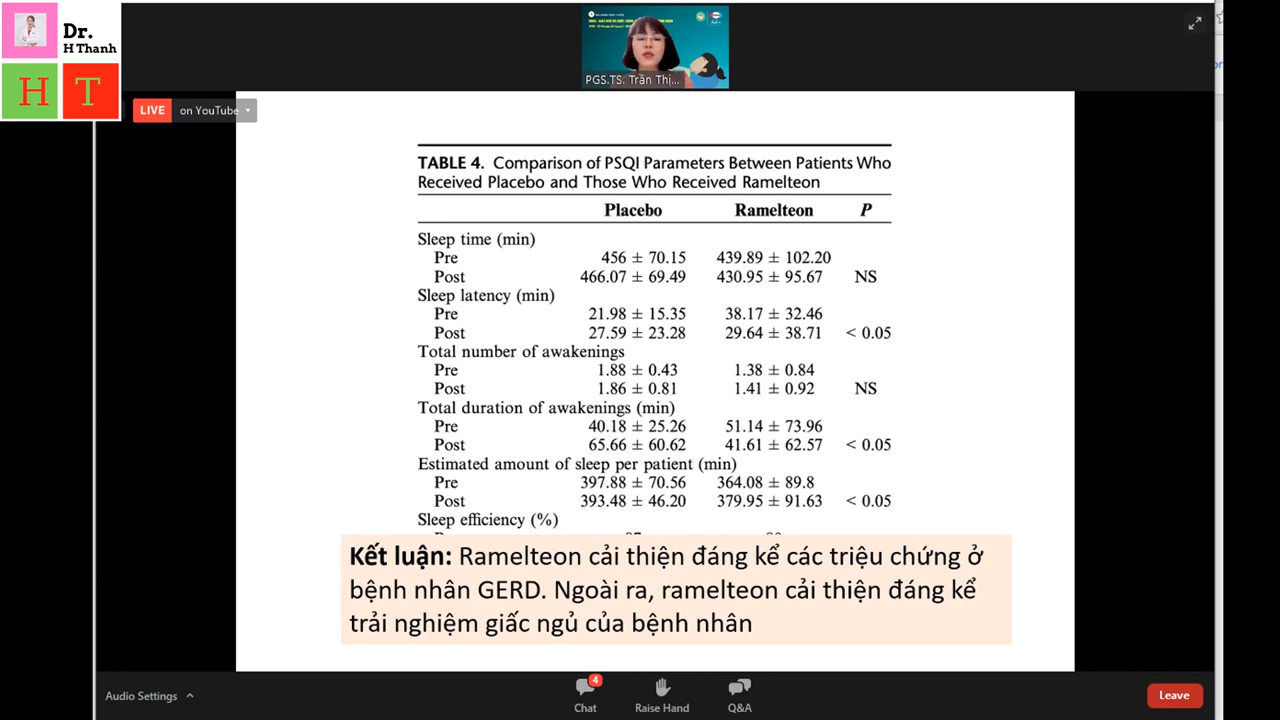 Dr.
H Thanh
H T
PGS.TS. Trần Thị...
LIVE on YouTube
TABLE 4. Comparison of PSQI Parameters Between Patients Who
Received Placebo and Those Who Received Ramelteon
Placebo Ramelteon P
Sleep time (min)
Pre 456 ± 70.15 439.89 ± 102.20
Post 466.07 ± 69.49 430.95 ± 95.67 NS
Sleep latency (min)
Pre 21.98 ± 15.35 38.17 ± 32.46
Post 27.59 ± 23.28 29.64 ± 38.71 < 0.05
Total number of awakenings
Pre 1.88 ± 0.43 1.38 ± 0.84
Post 1.86 ± 0.81 1.41 ± 0.92 NS
Total duration of awakenings (min)
Pre 40.18 ± 25.26 51.14 ± 73.96
Post 65.66 ± 60.62 41.61 ± 62.57 < 0.05
Estimated amount of sleep per patient (min)
Pre 397.88 ± 70.56 364.08 ± 89.8
Post 393.48 ± 46.20 379.95 ± 91.63 < 0.05
Sleep efficiency (%)
Kết luận: Ramelteon cải thiện đáng kể các triệu chứng ở
bệnh nhân GERD. Ngoài ra, ramelteon cải thiện đáng kể
trải nghiệm giấc ngủ của bệnh nhân
Audio Settings
4
Chat
Raise Hand
Q&A
Leave